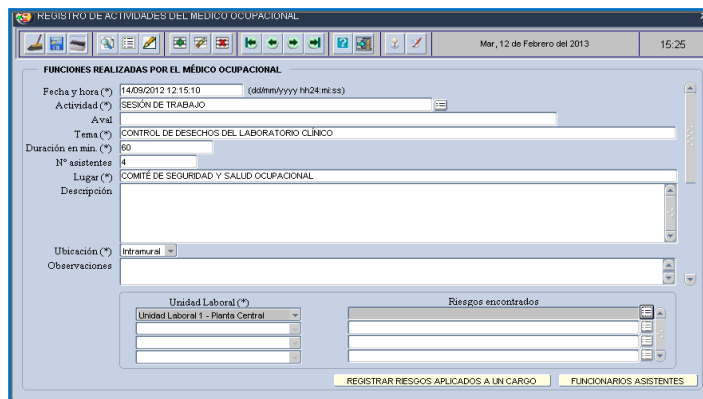 REGISTRO DE ACTIVIDADES DEL MÉDICO OCUPACIONAL
Mar, 12 de Febrero del 2013 15:25
FUNCIONES REALIZADAS POR EL MÉDICO OCUPACIONAL
Fecha y hora (*) 14/09/2012 12:15:10 (dd/mm/yyyy hh24:mi:ss)
Actividad (*) SESIÓN DE TRABAJO
Aval
Tema (*) CONTROL DE DESECHOS DEL LABORATORIO CLÍNICO
Duración en min. (*) 60
Nº asistentes 4
Lugar (*) COMITÉ DE SEGURIDAD Y SALUD OCUPACIONAL
Descripción
Ubicación (*) Intramural
Observaciones
Unidad Laboral (*) Riesgos encontrados
Unidad Laboral 1 - Planta Central
REGISTRAR RIESGOS APLICADOS A UN CARGO FUNCIONARIOS ASISTENTES